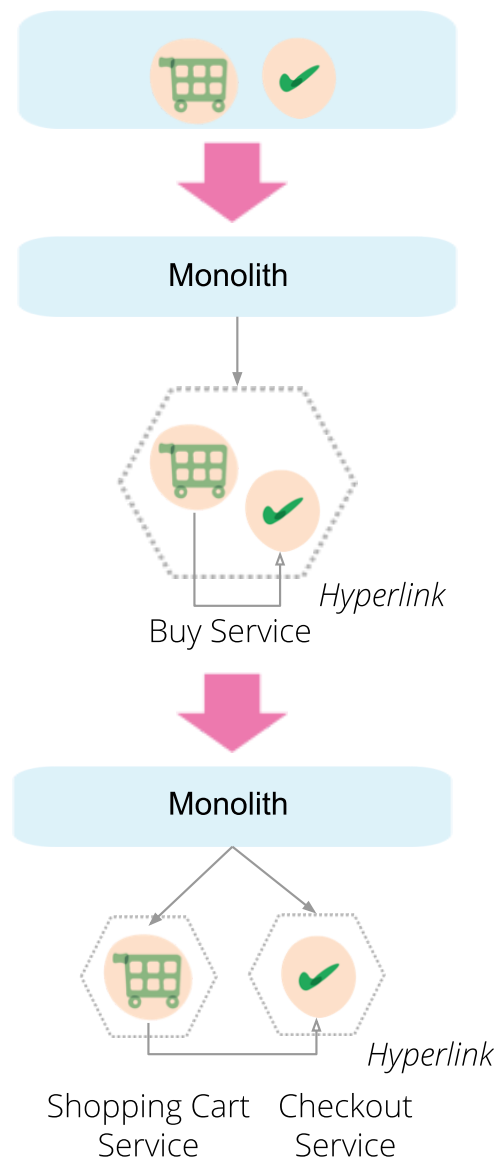 Monolith
Hyperlink
Buy Service
Monolith
Hyperlink
Shopping Cart
Service
Checkout
Service